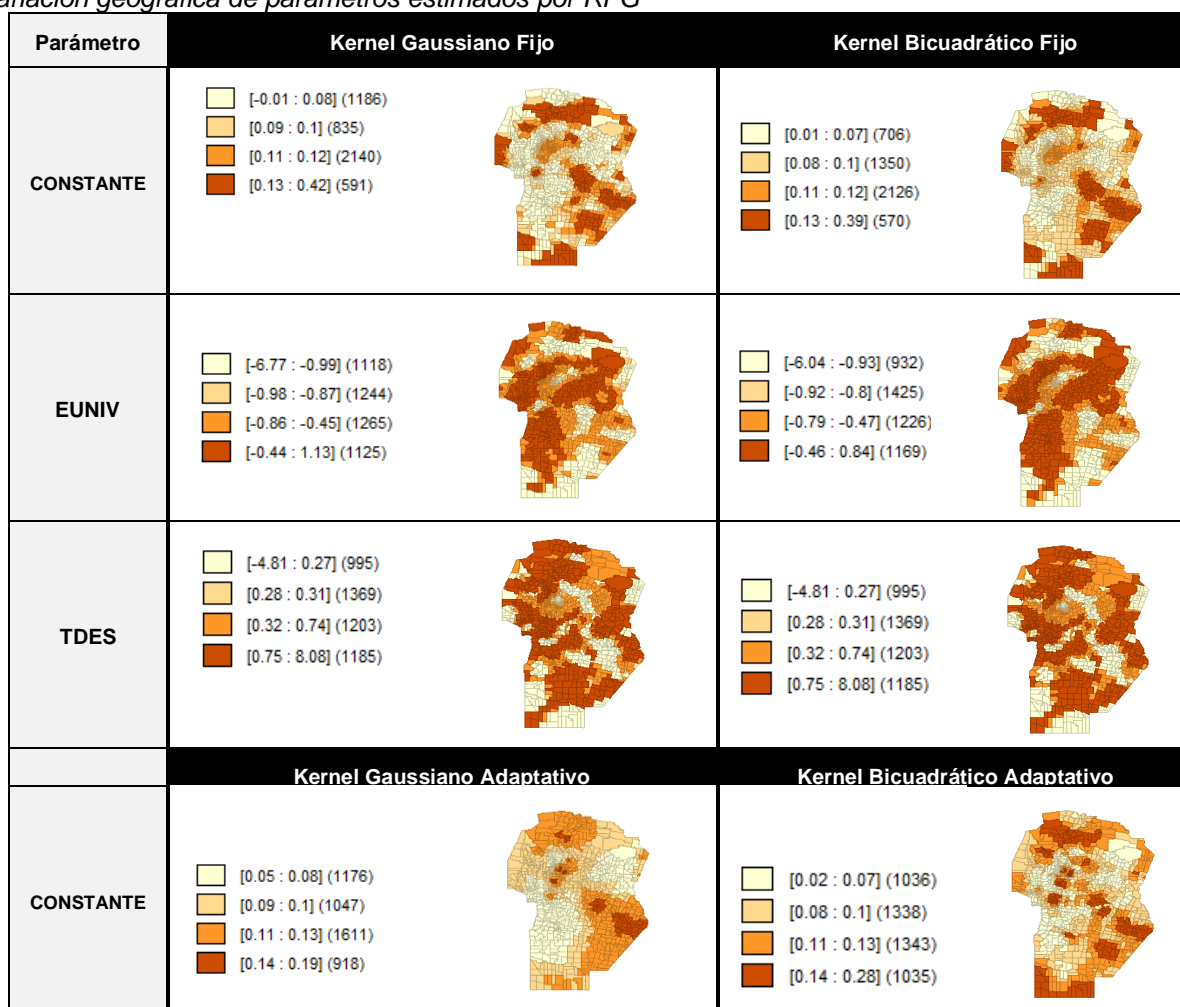 geográfica de parámetros estimados por
Parámetro
Kernel Gaussiano Fijo
Kernel Bicuadrático Fijo
CONSTANTE
[-0.01 : 0.08] (1186)
[0.09 : 0.1] (835)
[0.11 : 0.12] (2140)
[0.13 : 0.42] (591)
[0.01 : 0.07] (706)
[0.08 : 0.1] (1350)
[0.11 : 0.12] (2126)
[0.13 : 0.39] (570)
EUNIV
[-6.77 : -0.99] (1118)
[-0.98 : -0.87] (1244)
[-0.86 : -0.45] (1265)
[-0.44 : 1.13] (1125)
[-6.04 : -0.93] (932)
[-0.92 : -0.8] (1425)
[-0.79 : -0.47] (1226)
[-0.46 : 0.84] (1169)
TDES
[-4.81 : 0.27] (995)
[0.28 : 0.31] (1369)
[0.32 : 0.74] (1203)
[0.75 : 8.08] (1185)
[-4.81 : 0.27] (995)
[0.28 : 0.31] (1369)
[0.32 : 0.74] (1203)
[0.75 : 8.08] (1185)
Kernel Gaussiano Adaptativo
Kernel Bicuadrático Adaptativo
CONSTANTE
[0.05 : 0.08] (1176)
[0.09 : 0.1] (1047)
[0.11 : 0.13] (1611)
[0.14 : 0.19] (918)
[0.02 : 0.07] (1036)
[0.08 : 0.1] (1338)
[0.11 : 0.13] (1343)
[0.14 : 0.28] (1035)